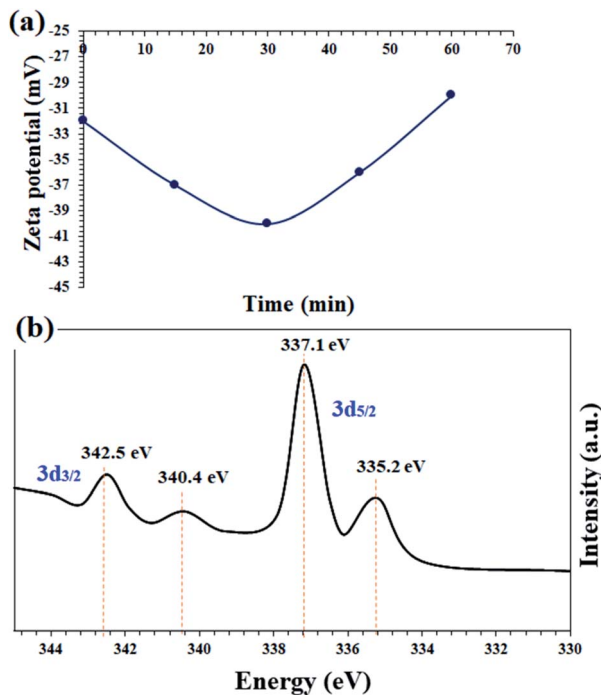 (a)
-25
0 10 20 30 40 50 60 70
-27
-29
-31
-33
-35
-37
-39
-41
-43
-45
Zeta potential (mV)
Time (min)
(b)
337.1 eV
3d5/2
342.5 eV
3d3/2
340.4 eV
335.2 eV
Intensity (a.u.)
344 342 340 338 336 334 332 330
Energy (eV)